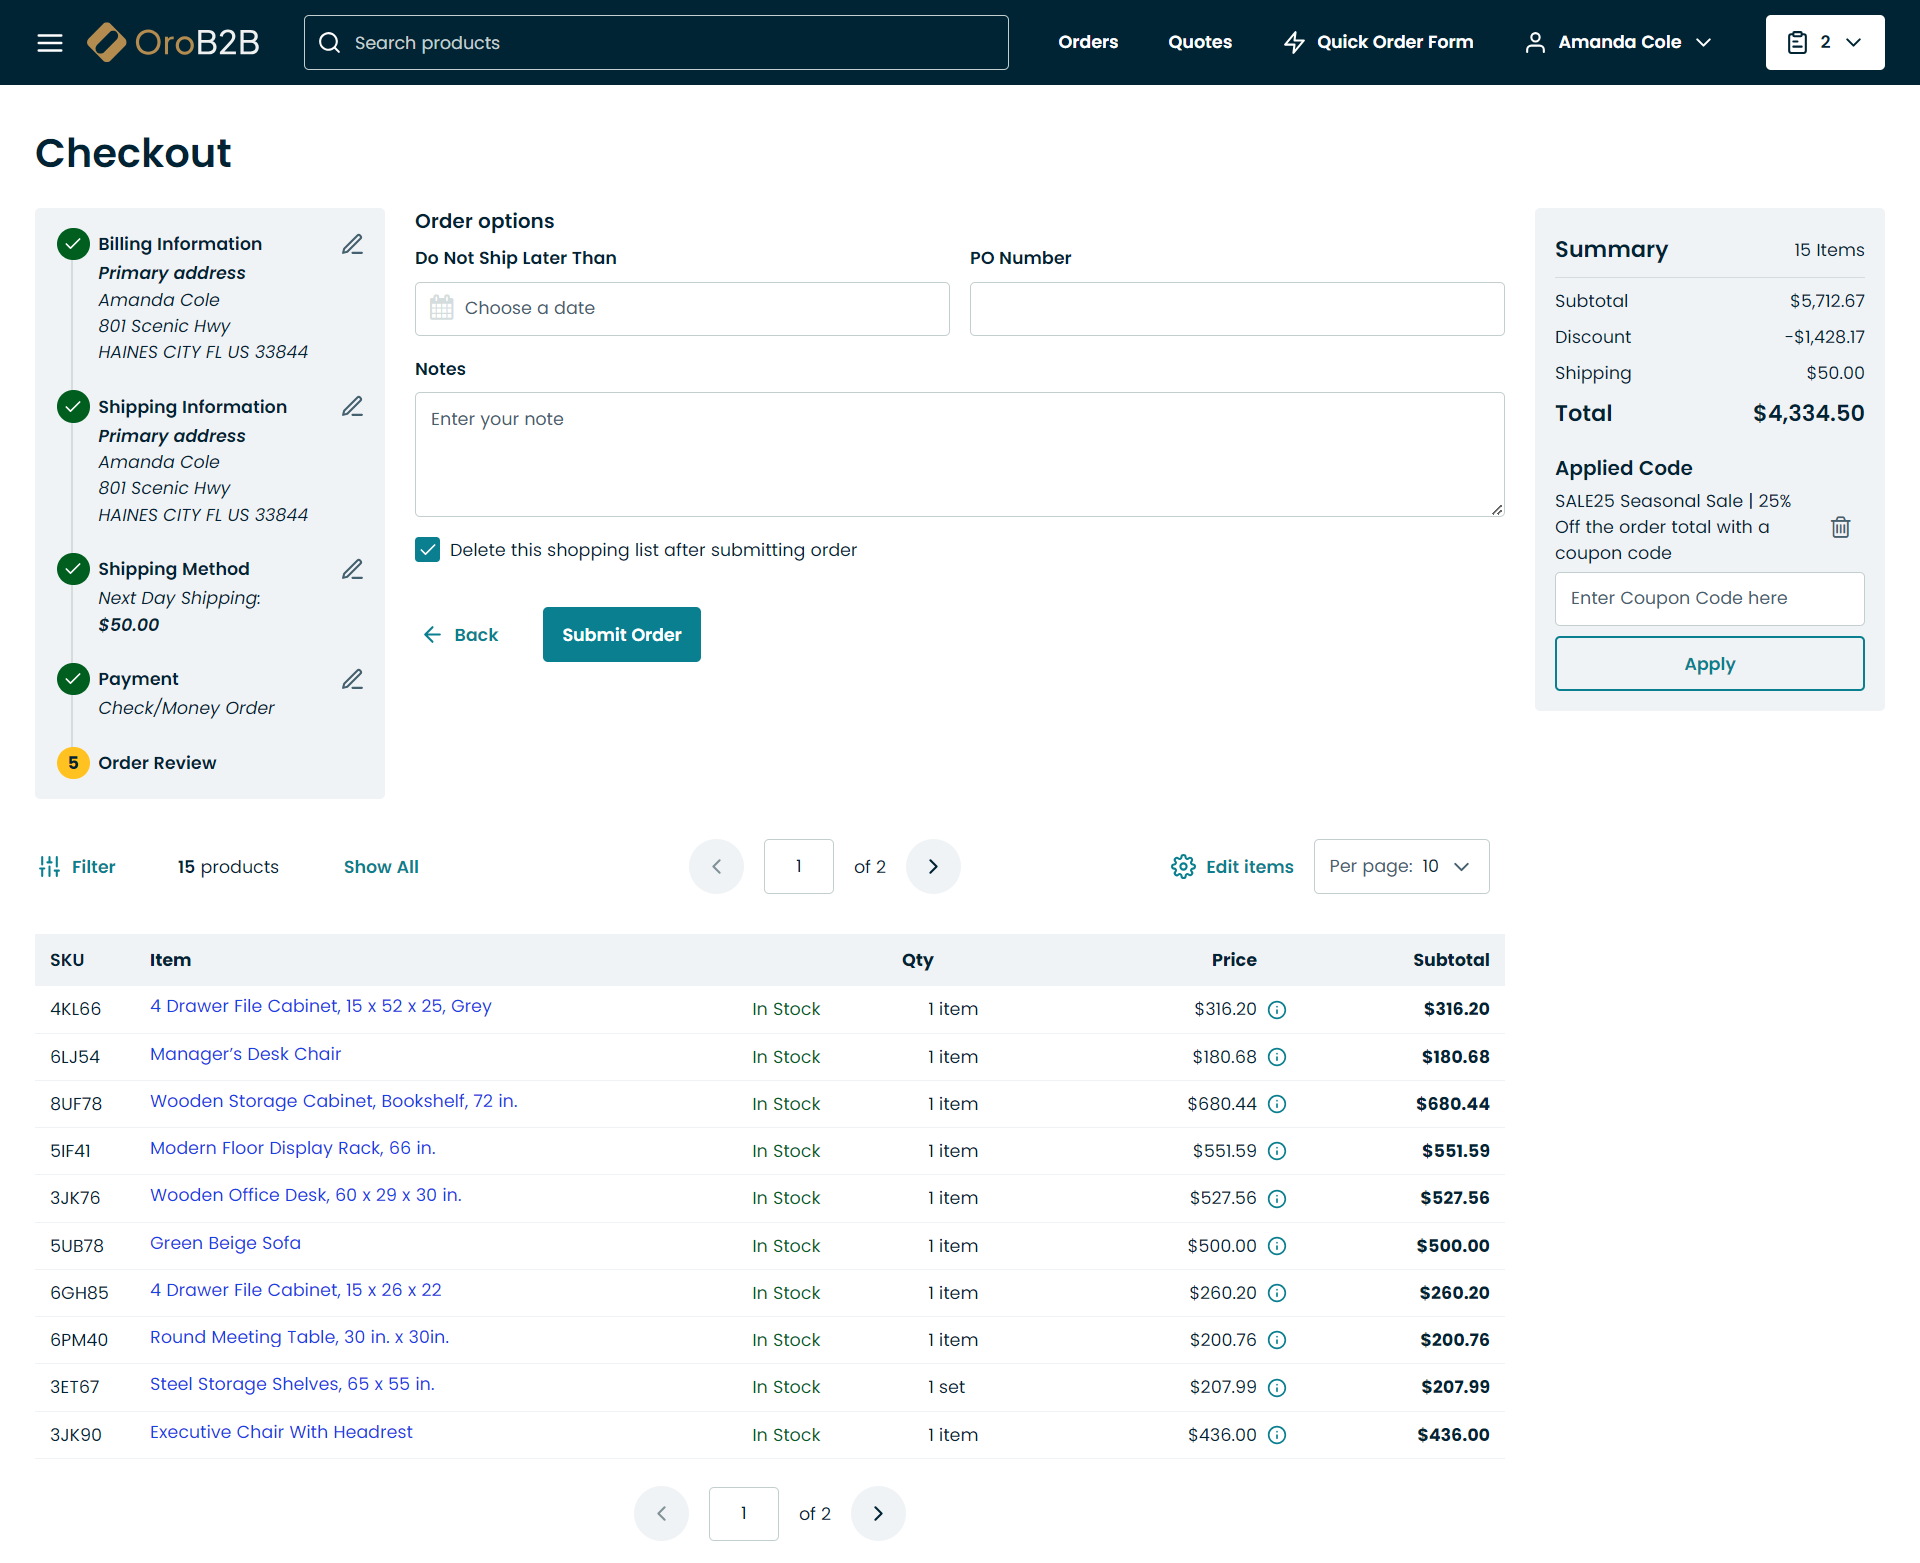 OroB2B
Search products
Orders
Quotes
Quick Order Form
Amanda Cole
2
Checkout
Billing Information
Primary address
Amanda Cole
801 Scenic Hwy
HAINES CITY FL US 33844
Shipping Information
Primary address
Amanda Cole
801 Scenic Hwy
HAINES CITY FL US 33844
Shipping Method
Next Day Shipping:
$50.00
Payment
Check/Money Order
5 Order Review
Order options
Do Not Ship Later Than
Choose a date
PO Number
Notes
Enter your note
Delete this shopping list after submitting order
Back
Submit Order
Summary 15 Items
Subtotal $5,712.67
Discount -$1,428.17
Shipping $50.00
Total $4,334.50
Applied Code
SALE25 Seasonal Sale | 25%
Off the order total with a
coupon code
Enter Coupon Code here
Apply
Filter 15 products Show All 1 of 2 Edit items Per page: 10
SKU Item Qty Price Subtotal
4KL66 4 Drawer File Cabinet, 15 x 52 x 25, Grey In Stock 1 item $316.20 $316.20
6LJ54 Manager’s Desk Chair In Stock 1 item $180.68 $180.68
8UF78 Wooden Storage Cabinet, Bookshelf, 72 in. In Stock 1 item $680.44 $680.44
5IF41 Modern Floor Display Rack, 66 in. In Stock 1 item $551.59 $551.59
3JK76 Wooden Office Desk, 60 x 29 x 30 in. In Stock 1 item $527.56 $527.56
5UB78 Green Beige Sofa In Stock 1 item $500.00 $500.00
6GH85 4 Drawer File Cabinet, 15 x 26 x 22 In Stock 1 item $260.20 $260.20
6PM40 Round Meeting Table, 30 in. x 30in. In Stock 1 item $200.76 $200.76
3ET67 Steel Storage Shelves, 65 x 55 in. In Stock 1 set $207.99 $207.99
3JK90 Executive Chair With Headrest In Stock 1 item $436.00 $436.00
1 of 2